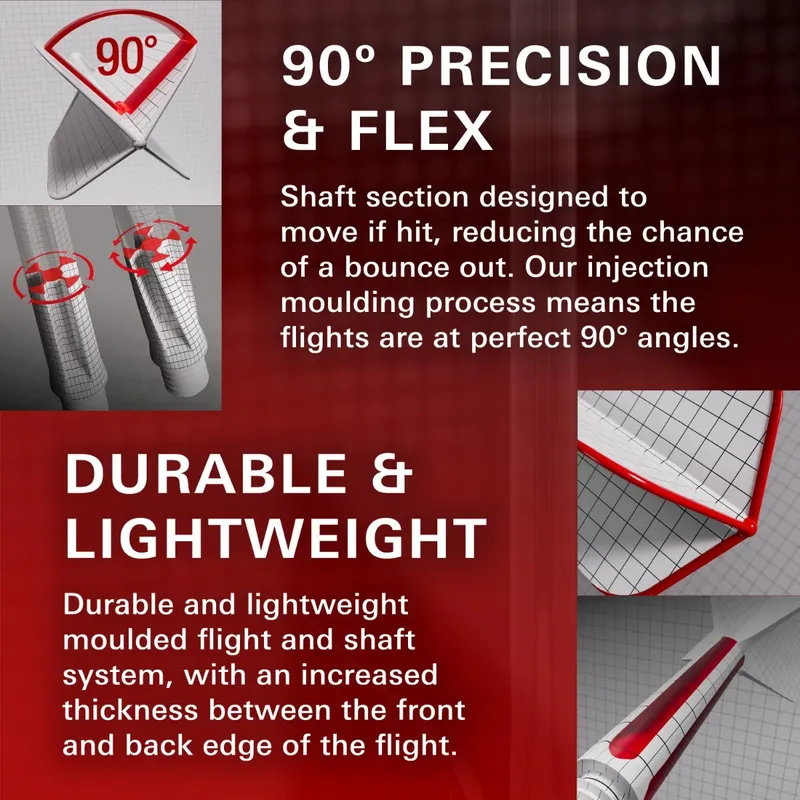 90°
90° PRECISION
& FLEX
Shaft section designed to
move if hit, reducing the chance
of a bounce out. Our injection
moulding process means the
flights are at perfect 90° angles.
DURABLE &
LIGHTWEIGHT
Durable and lightweight
moulded flight and shaft
system, with an increased
thickness between the front
and back edge of the flight.